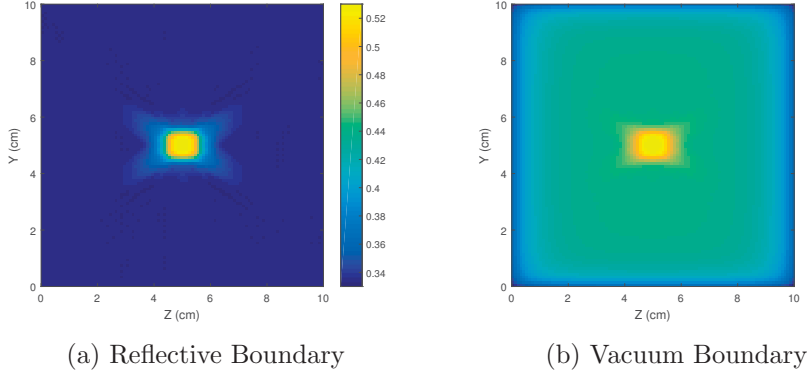 10
8
6
4
2
0
Y (cm)
0 2 4 6 8 10
Z (cm)
0.52
0.5
0.48
0.46
0.44
0.42
0.4
0.38
0.36
0.34
10
8
6
4
2
0
Y (cm)
0 2 4 6 8 10
Z (cm)
(a) Reflective Boundary
(b) Vacuum Boundary